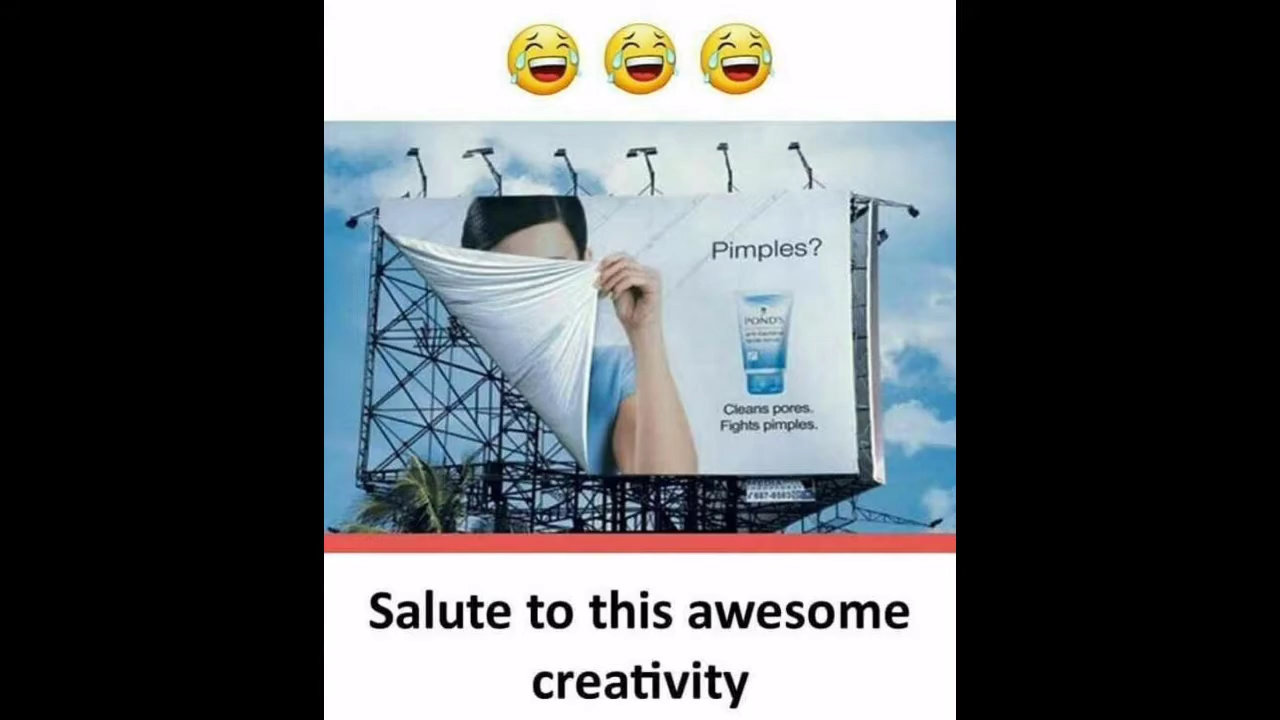 Pimples?
POND'S
Cleans pores.
Fights pimples.
Salute to this awesome
creativity